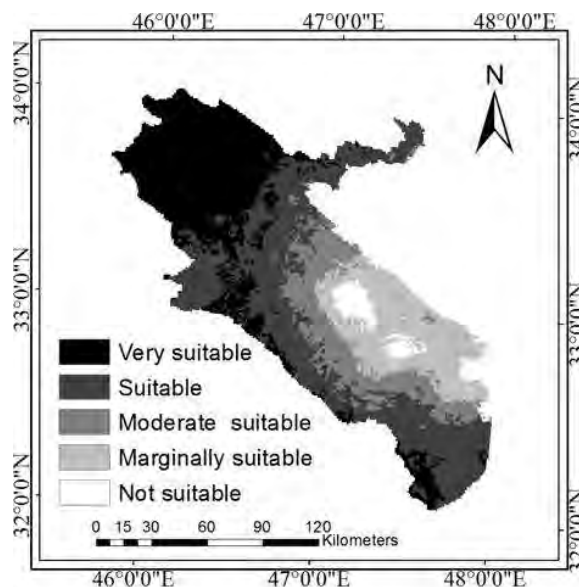 46°0'0"E 47°0'0"E 48°0'0"E
34°0'0"N
34°0'0"N
N
33°0'0"N
33°0'0"N
Very suitable
Suitable
Moderate suitable
Marginally suitable
Not suitable
32°0'0"N
32°0'0"N
0 15 30 60 90 120
Kilometers
46°0'0"E 47°0'0"E 48°0'0"E